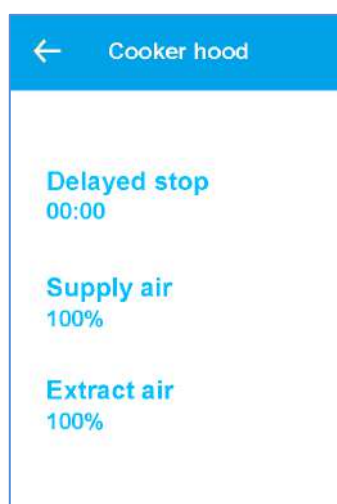 Cooker hood
Delayed stop
00:00
Supply air
100%
Extract air
100%